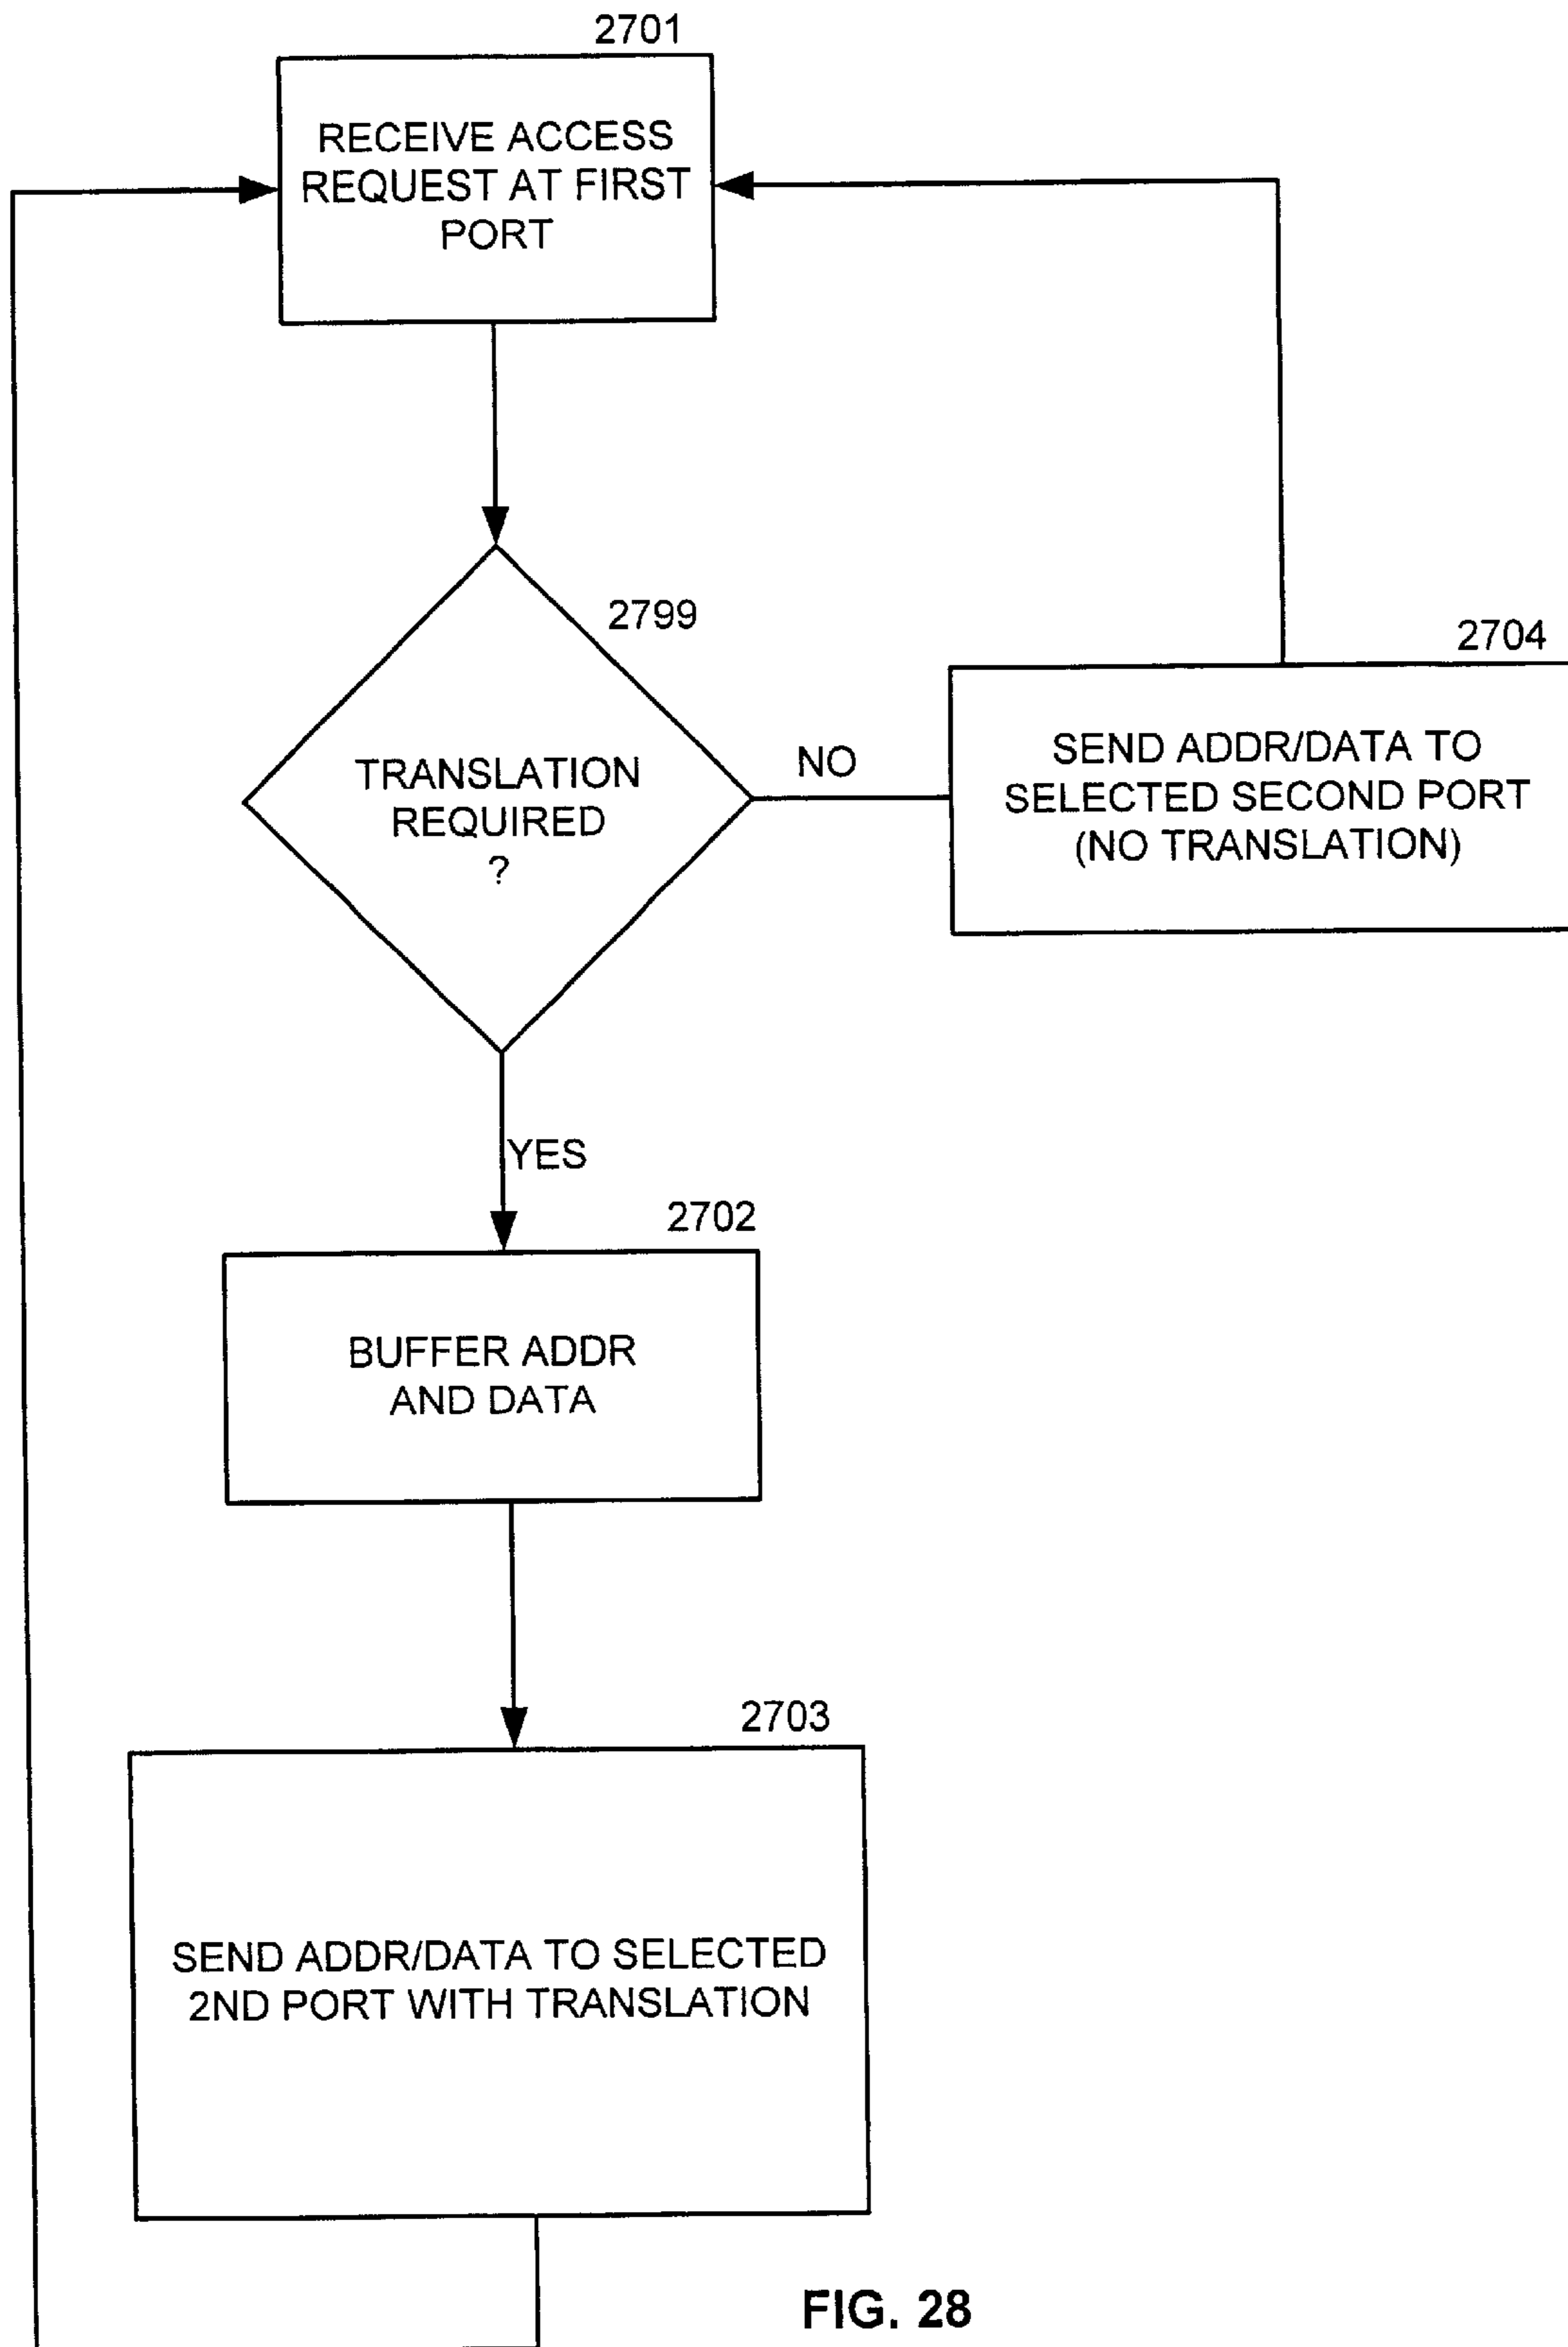 2701
RECEIVE ACCESS
REQUEST AT FIRST
PORT
2799
TRANSLATION
REQUIRED
?
NO
2704
SEND ADDR/DATA TO
SELECTED SECOND PORT
(NO TRANSLATION)
YES
2702
BUFFER ADDR
AND DATA
2703
SEND ADDR/DATA TO SELECTED
2ND PORT WITH TRANSLATION
FIG. 28